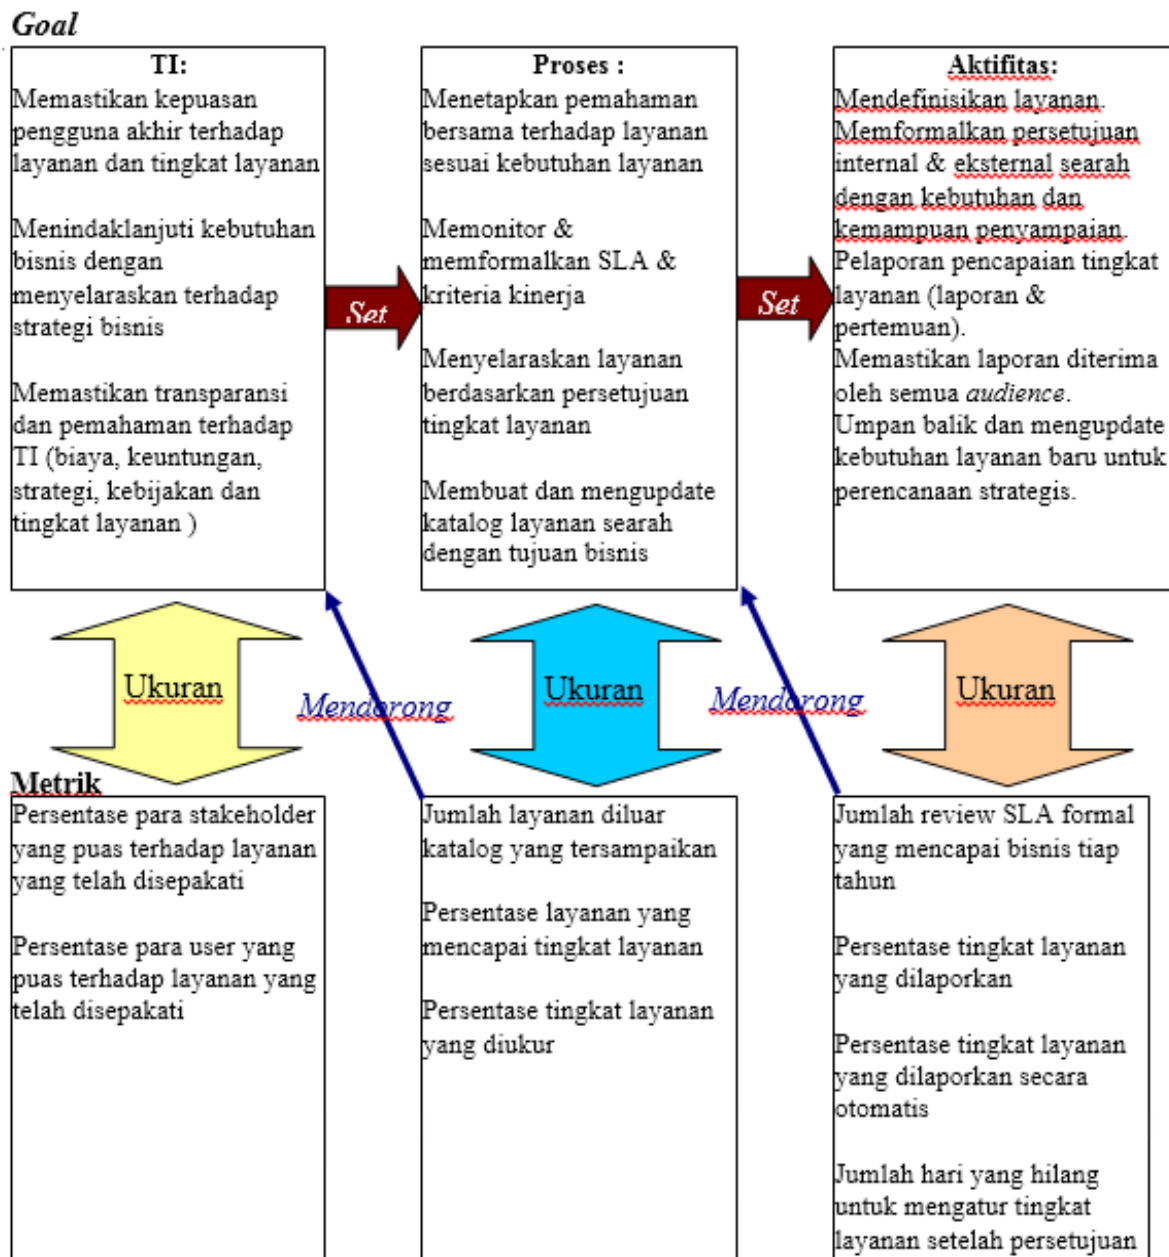 Goal
TI:
Memastikan kepuasan
pengguna akhir terhadap
layanan dan tingkat layanan
Menindaklanjuti kebutuhan
bisnis dengan
menyelaraskan terhadap
strategi bisnis
Memastikan transparansi
dan pemahaman terhadap
TI (biaya, keuntungan,
strategi, kebijakan dan
tingkat layanan )
Set
Proses :
Menetapkan pemahaman
bersama terhadap layanan
sesuai kebutuhan layanan
Memonitor &
memformalkan SLA &
kriteria kinerja
Menyelaraskan layanan
berdasarkan persetujuan
tingkat layanan
Membuat dan mengupdate
katalog layanan searah
dengan tujuan bisnis
Set
Aktifitas:
Mendefinisikan layanan.
Memformalkan persetujuan
internal & eksternal searah
dengan kebutuhan dan
kemampuan penyampaian.
Pelaporan pencapaian tingkat
layanan (laporan &
pertemuan).
Memastikan laporan diterima
oleh semua audience.
Umpan balik dan mengupdate
kebutuhan layanan baru untuk
perencanaan strategis.
Ukuran
Mendorong
Ukuran
Mendorong
Ukuran
Metrik
Persentase para stakeholder
yang puas terhadap layanan
yang telah disepakati
Persentase para user yang
puas terhadap layanan yang
telah disepakati
Jumlah layanan diluar
katalog yang tersampaikan
Persentase layanan yang
mencapai tingkat layanan
Persentase tingkat layanan
yang diukur
Jumlah review SLA formal
yang mencapai bisnis tiap
tahun
Persentase tingkat layanan
yang dilaporkan
Persentase tingkat layanan
yang dilaporkan secara
otomatis
Jumlah hari yang hilang
untuk mengatur tingkat
layanan setelah persetujuan